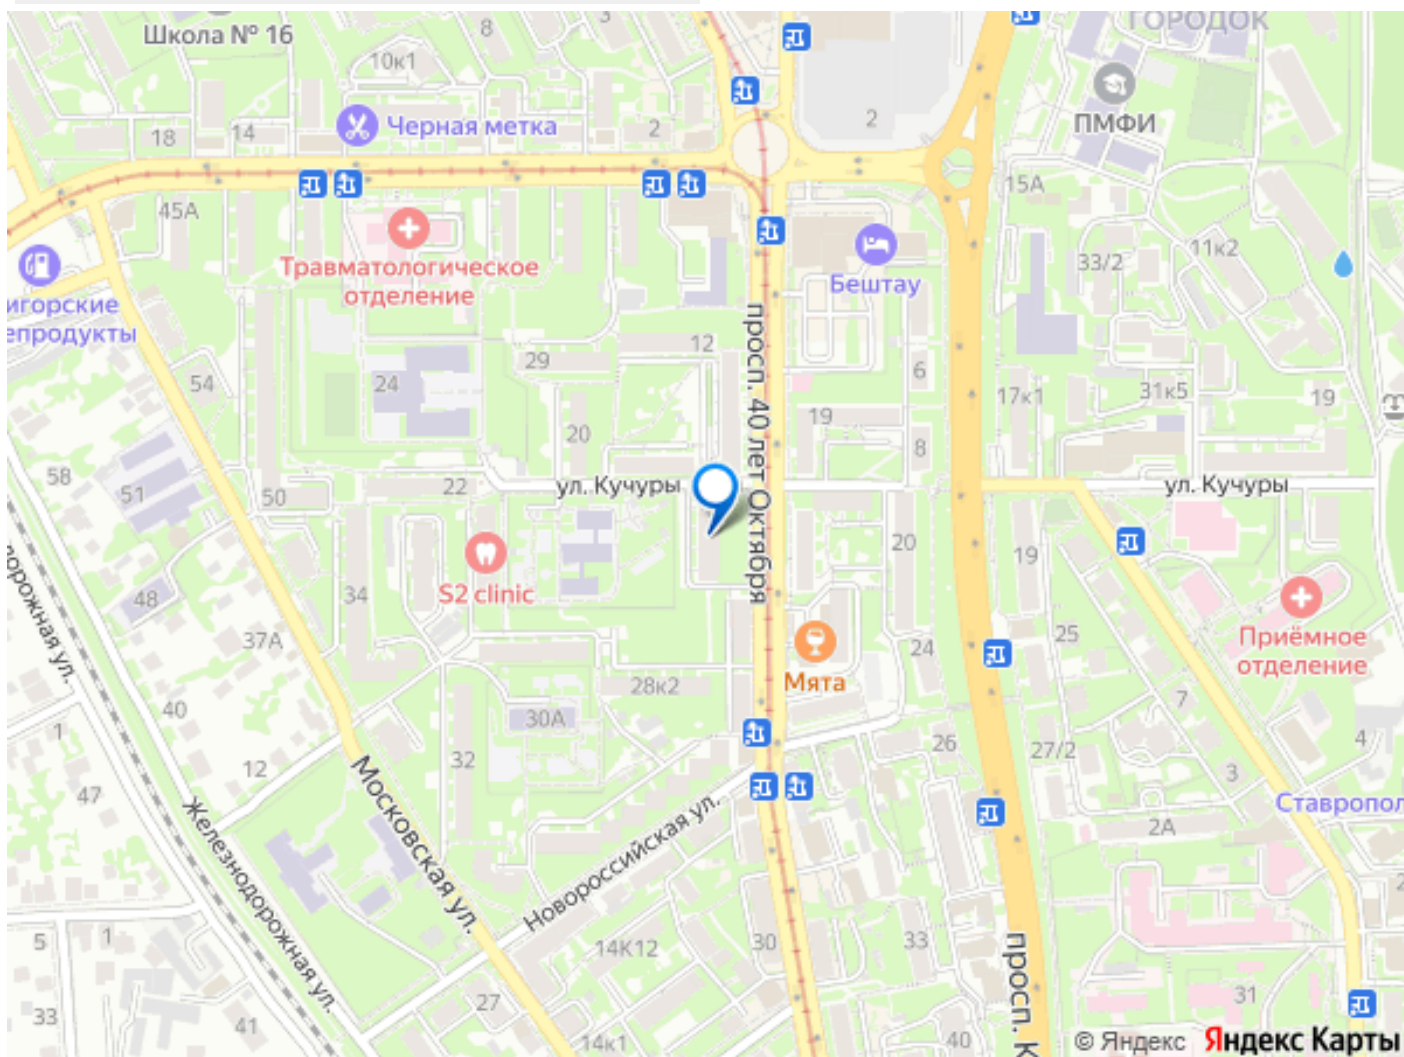 ГОРОДОК
Школа № 16
8
3
10к1
Черная метка
18
14
2
2
ПМФИ
15А
45А
Травматологическое
отделение
33/2
11к2
Бештау
игорские
епродукты
просп. 40 лет Октября
12
29
24
54
6
17к1
31к5
19
19
20
8
58
51
50
22
ул. Кучуры
ул. Кучуры
20
19
S2 clinic
48
34
37А
25
Приёмное
отделение
24
Мята
28к2
30А
7
40
1
12
32
26
27/2
4
47
3
Ставропол
2А
Московская ул.
Железнодорожная ул.
дорожная ул.
Новороссийская ул.
14К12
30
33
просп. К
5
1
33
41
27
14к1
40
31
© Яндекс Яндекс Карты